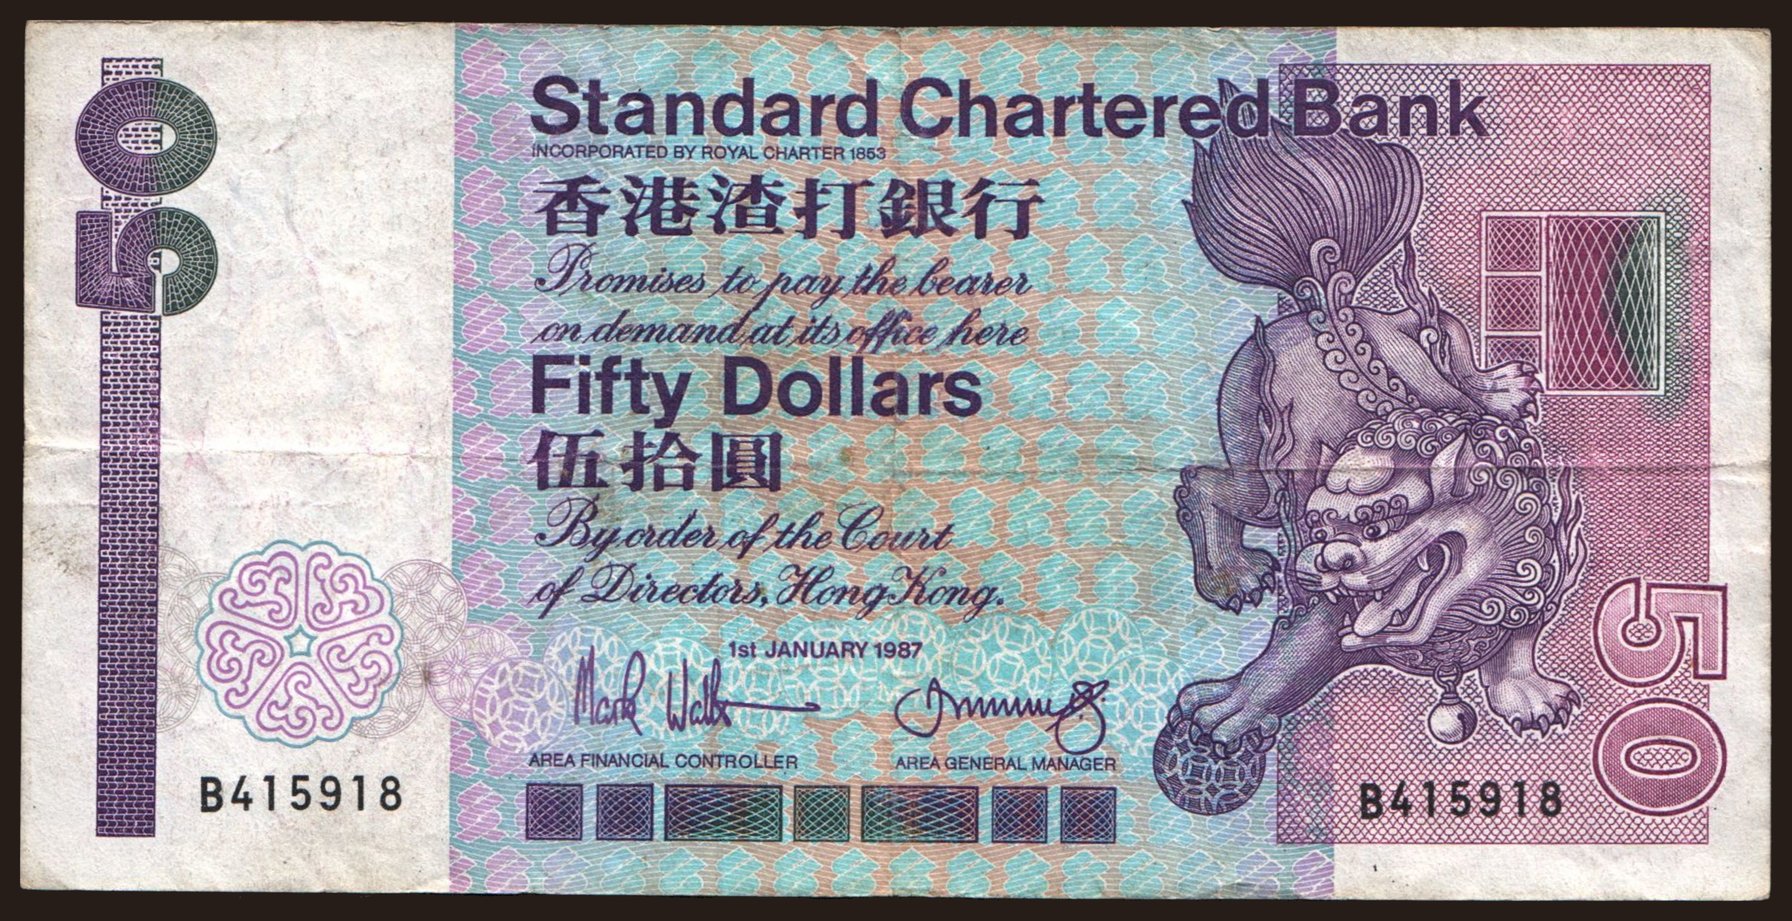 50
Standard Chartered Bank
INCORPORATED BY ROYAL CHARTER 1853
香港渣打銀行
Promises to pay the bearer
on demand at its office here
Fifty Dollars
伍拾圓
By order of the Court
of Directors, Hong Kong.
1st JANUARY 1987
AREA FINANCIAL CONTROLLER
AREA GENERAL MANAGER
B415918
B415918
50